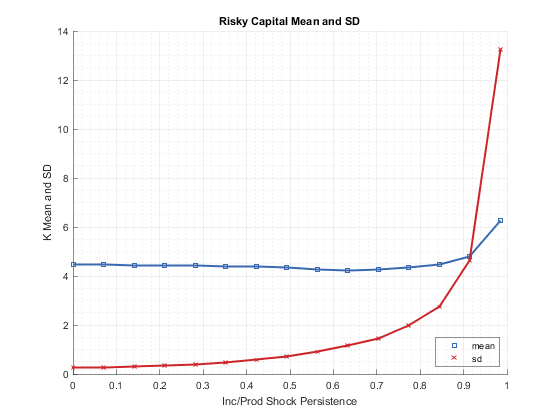 Risky Capital Mean and SD
K Mean and SD
14
12
10
8
6
4
2
0
mean
sd
0 0.1 0.2 0.3 0.4 0.5 0.6 0.7 0.8 0.9 1
Inc/Prod Shock Persistence